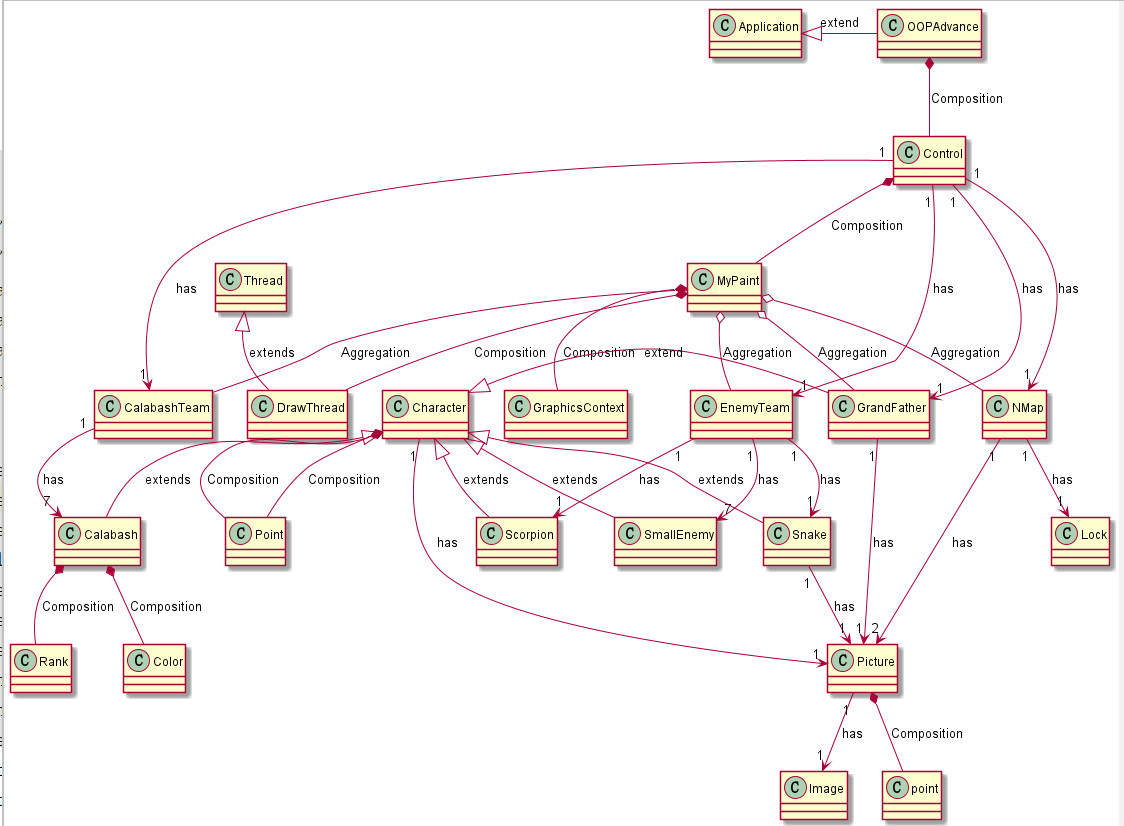 C Application
extend
C OOPAdvance
Composition
1
C Control
1
1
1
Composition
has
C Thread
C MyPaint
has
has
has
extends
Aggregation
Composition
Composition
extend
Aggregation
Aggregation
Aggregation
1
1
1
1
C CalabashTeam
C DrawThread
C Character
C GraphicsContext
C EnemyTeam
C GrandFather
C NMap
1
1
1
1
1
1
1
1
has
extends
Composition
Composition
extends
extends
has
extends
has
has
has
7
1
7
1
1
C Calabash
C Point
C Scorpion
C SmallEnemy
C Snake
C Lock
has
has
has
1
Composition
Composition
has
1
1
2
1
C Rank
C Color
C Picture
1
has
Composition
1
C Image
C point